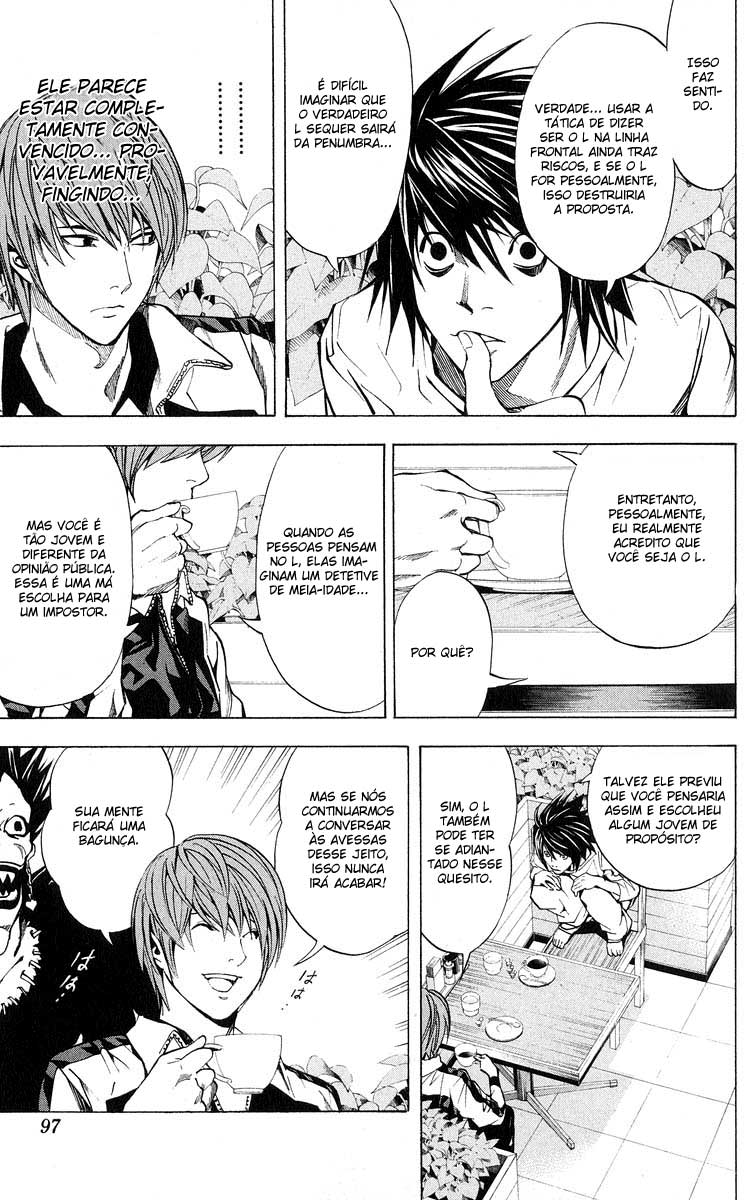 ISSO
FAZ
SENTI-
DO.
VERDADE... USAR A
TÁTICA DE DIZER
SER O L NA LINHA
FRONTAL AINDA TRAZ
RISCOS, E SE O L
FOR PESSOALMENTE,
ISSO DESTRUIRIA
A PROPOSTA.
É DIFÍCIL
IMAGINAR QUE
O VERDADEIRO
L SEQUER SAIRÁ
DA PENUMBRA...
ELE PARECE
ESTAR COMPLE-
TAMENTE CON-
VENCIDO... PRO-
VAVELMENTE,
FINGINDO...
ENTRETANTO,
PESSOALMENTE,
EU REALMENTE
ACREDITO QUE
VOCÊ SEJA O L.
POR QUÊ?
QUANDO AS
PESSOAS PENSAM
NO L, ELAS IMA-
GINAM UM DETETIVE
DE MEIA-IDADE...
MAS VOCÊ É
TÃO JOVEM E
DIFERENTE DA
OPINIÃO PÚBLICA.
ESSA É UMA MÁ
ESCOLHA PARA
UM IMPOSTOR.
TALVEZ ELE PREVIU
QUE VOCÊ PENSARIA
ASSIM E ESCOLHEU
ALGUM JOVEM DE
PROPÓSITO?
SIM, O L
TAMBÉM
PODE TER
SE ADIAN-
TADO NESSE
QUESITO.
MAS SE NÓS
CONTINUARMOS
A CONVERSAR
ÀS AVESSAS
DESSE JEITO,
ISSO NUNCA
IRÁ ACABAR!
SUA MENTE
FICARÁ UMA
BAGUNÇA.
はは…
はは…
97